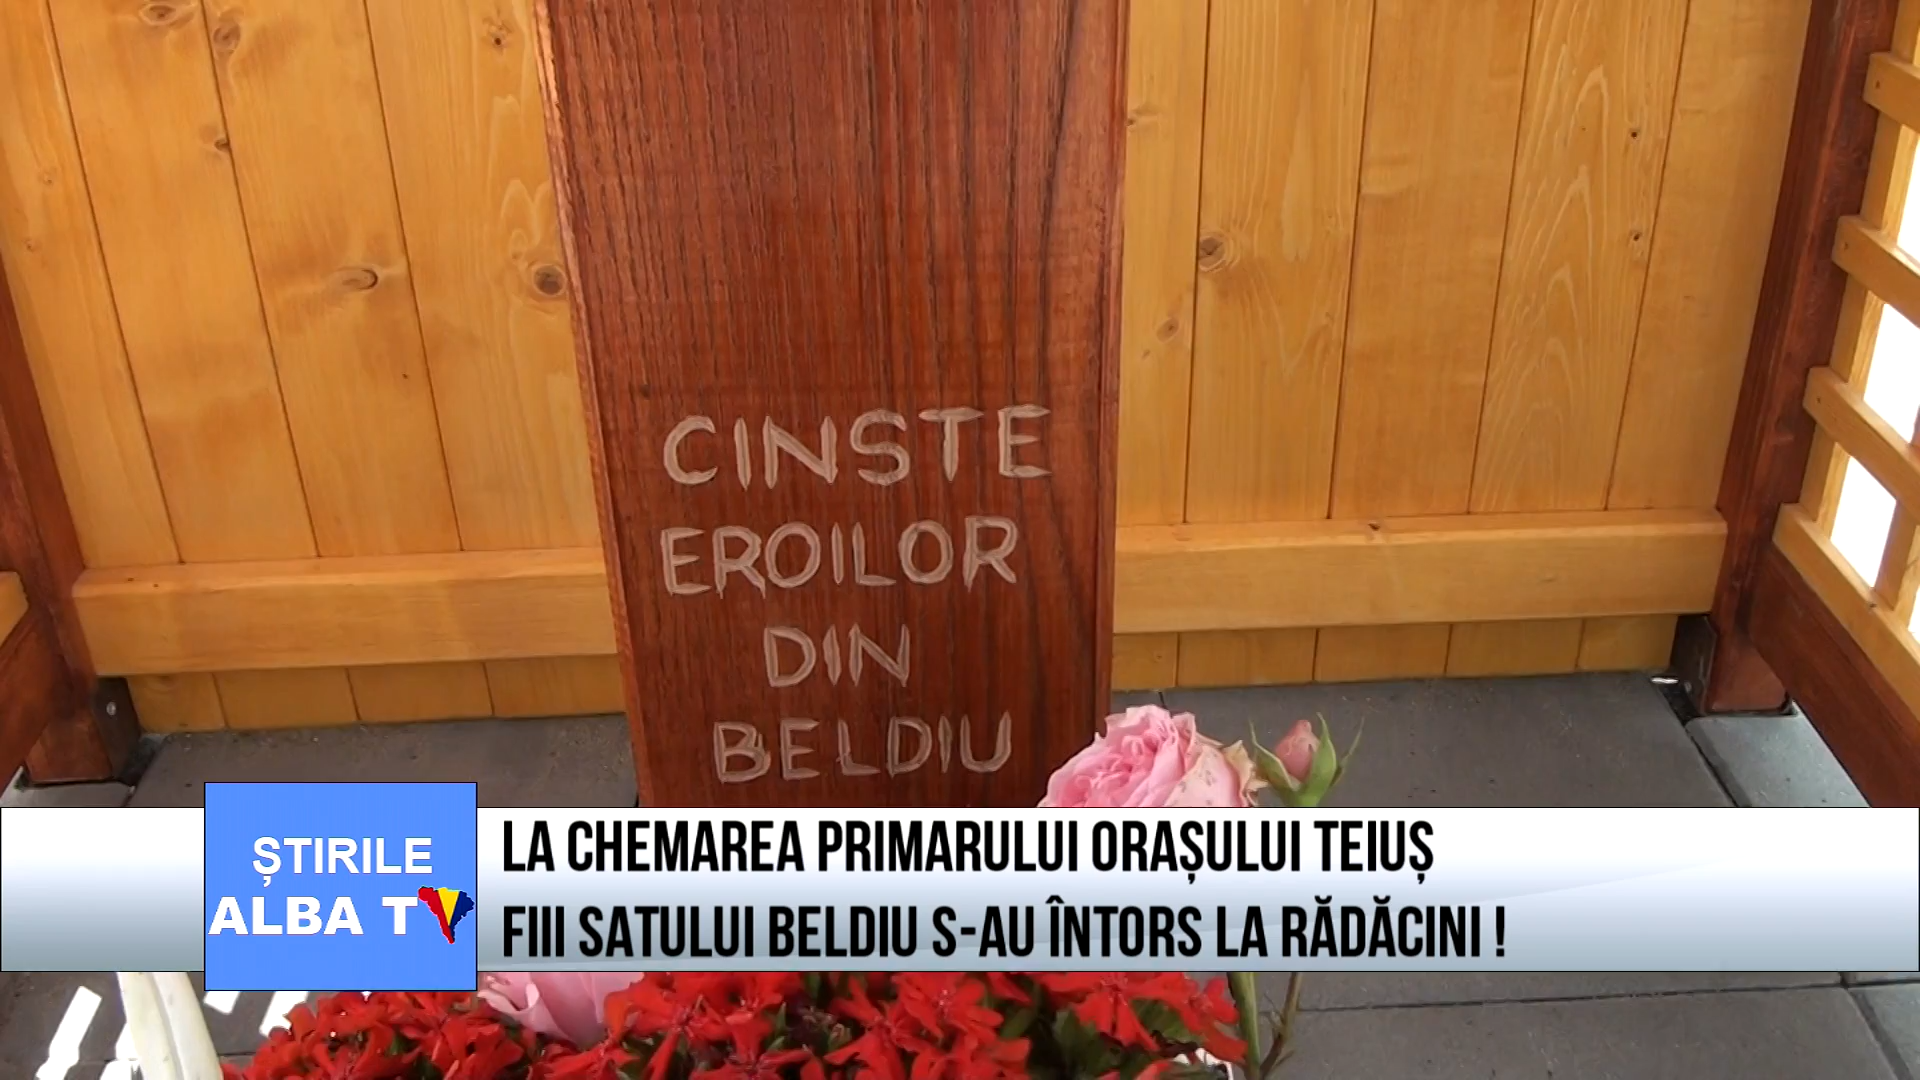 CINSTE
EROILOR
DIN
BELDIU
ȘTIRILE
ALBA TV
LA CHEMAREA PRIMARULUI ORAȘULUI TEIUȘ
FIII SATULUI BELDIU S-AU ÎNTORS LA RĂDĂCINI !